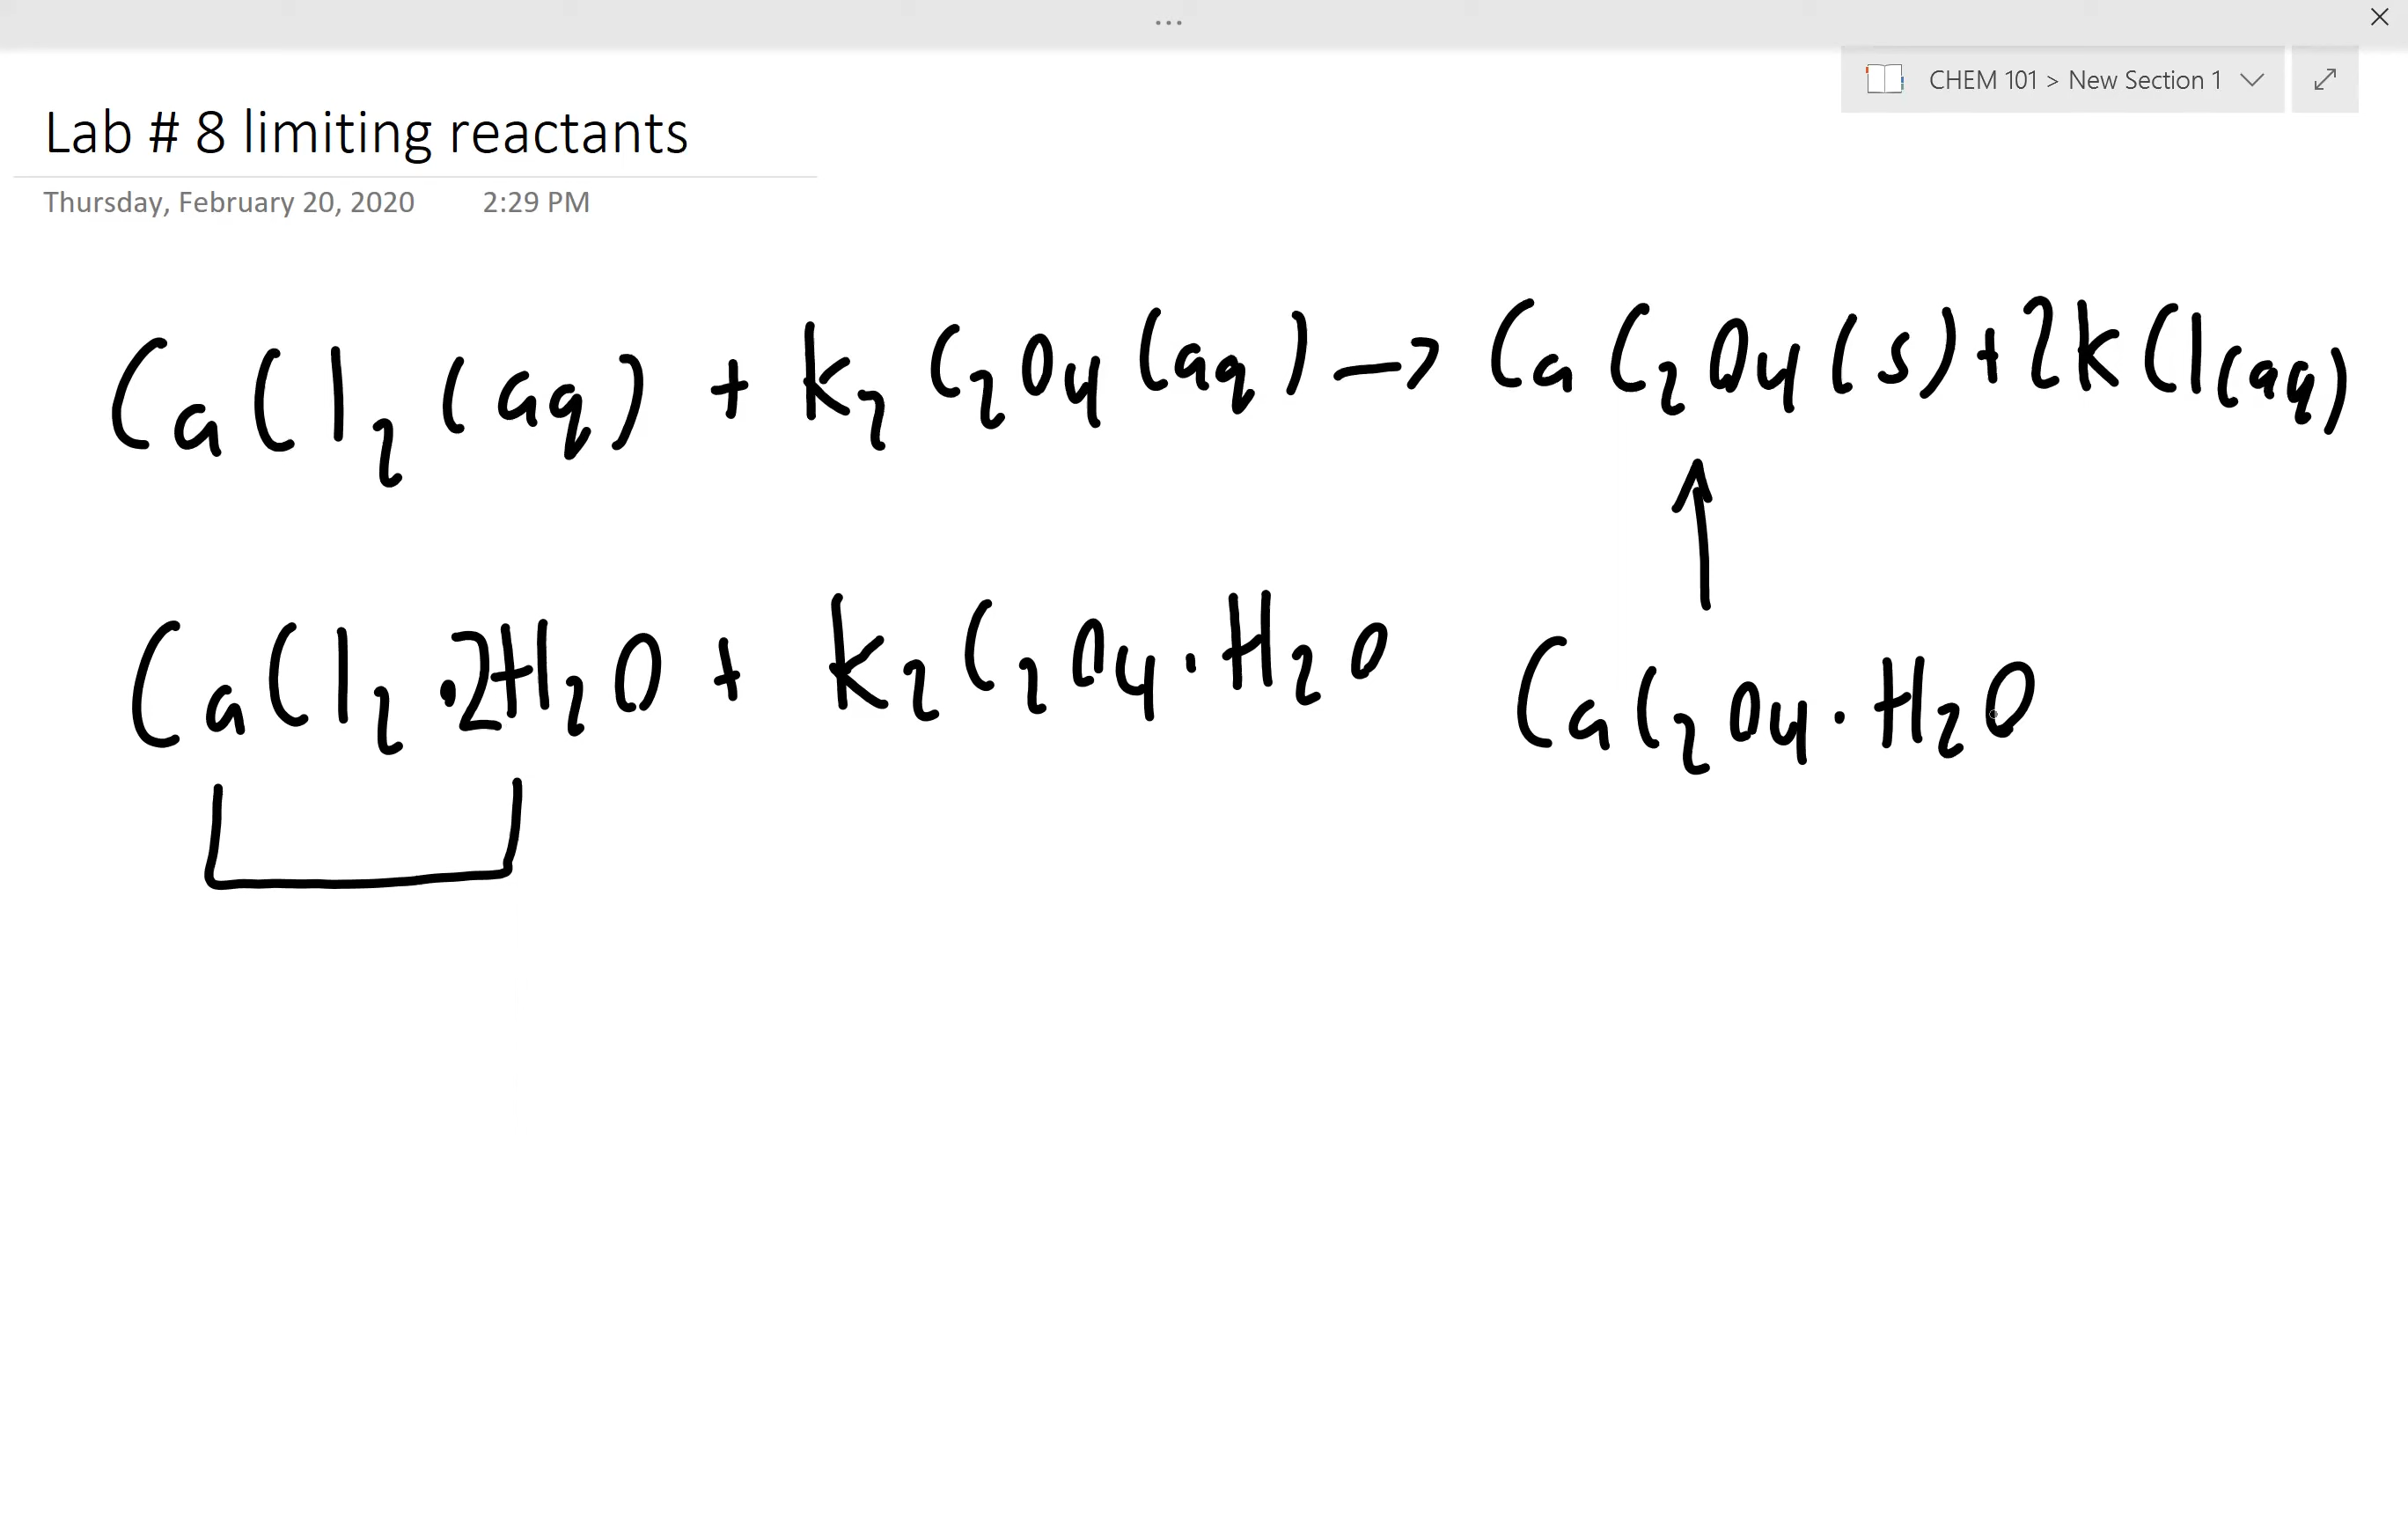 ...
CHEM 101 > New Section 1
Lab # 8 limiting reactants
Thursday, February 20, 2020 2:29 PM
CaCl₂(aq) + K₂C₂O₄(aq) → CaC₂O₄(s) + 2KCl(aq)
↑
CaCl₂·2H₂O + K₂C₂O₄·H₂O CaC₂O₄·H₂O